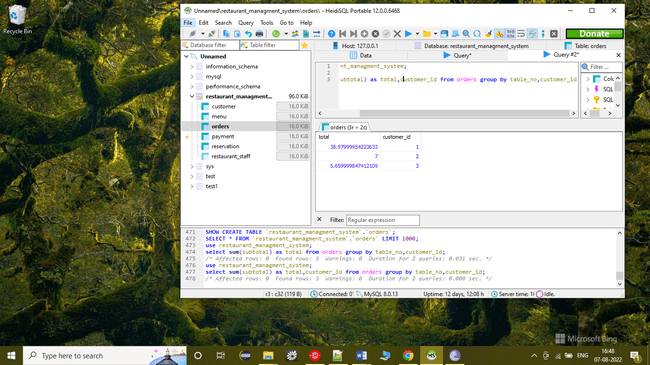 Recycle Bin
Unnamed\restaurant_managment_system\orders\ - HeidiSQL Portable 12.0.0.6468
File Edit Search Query Tools Go to Help
Donate
Database filter Table filter
Host: 127.0.0.1 Database: restaurant_managment_system Table: orders
Data Query* Query #2*
Unnamed
information_schema
mysql
performance_schema
restaurant_managmt... 96.0 KiB
customer 16.0 KiB
menu 16.0 KiB
orders 16.0 KiB
payment 16.0 KiB
reservation 16.0 KiB
restaurant_staff 16.0 KiB
sys
test
test1
1 nt_managment_system;
2
3 ubtotal) as total,customer_id from orders group by table_no,customer_id
Filter...
Colu
SQL
SQL
orders (3r × 2c)
total customer_id
38.97999954223633 1
7 2
5.659999847412109 3
Filter: Regular expression
471 SHOW CREATE TABLE `restaurant_managment_system`.`orders`;
472 SELECT * FROM `restaurant_managment_system`.`orders` LIMIT 1000;
473 use restaurant_managment_system;
474 select sum(subtotal) as total from orders group by table_no,customer_id;
475 /* Affected rows: 0 Found rows: 3 Warnings: 0 Duration for 2 queries: 0.031 sec. */
476 use restaurant_managment_system;
477 select sum(subtotal) as total,customer_id from orders group by table_no,customer_id;
478 /* Affected rows: 0 Found rows: 3 Warnings: 0 Duration for 2 queries: 0.000 sec. */
r3 : c32 (119 B) Connected: 0 MySQL 8.0.13 Uptime: 12 days, 12:08 h Server time: 1 Idle.
Microsoft Bing
Type here to search
ENG
16:48
07-08-2022